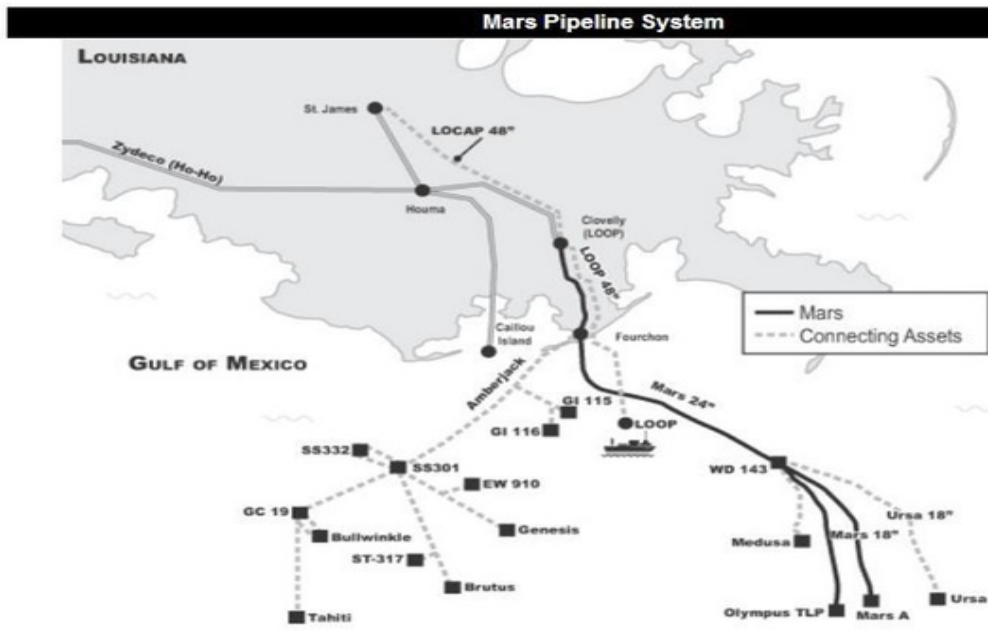 Mars Pipeline System
LOUISIANA
St. James
LOCAP 48"
Zydeco (Ho-Ho)
Houma
Clovelly
(LOOP)
LOOP 48"
Mars
Connecting Assets
Caillou
Island
Fourchon
GULF OF MEXICO
Amberjack
Mars 24"
GI 115
GI 116
LOOP
SS332
SS301
WD 143
EW 910
GC 19
Ursa 18"
Bullwinkle
Genesis
Medusa
Mars 18"
ST-317
Brutus
Ursa
Tahiti
Olympus TLP
Mars A